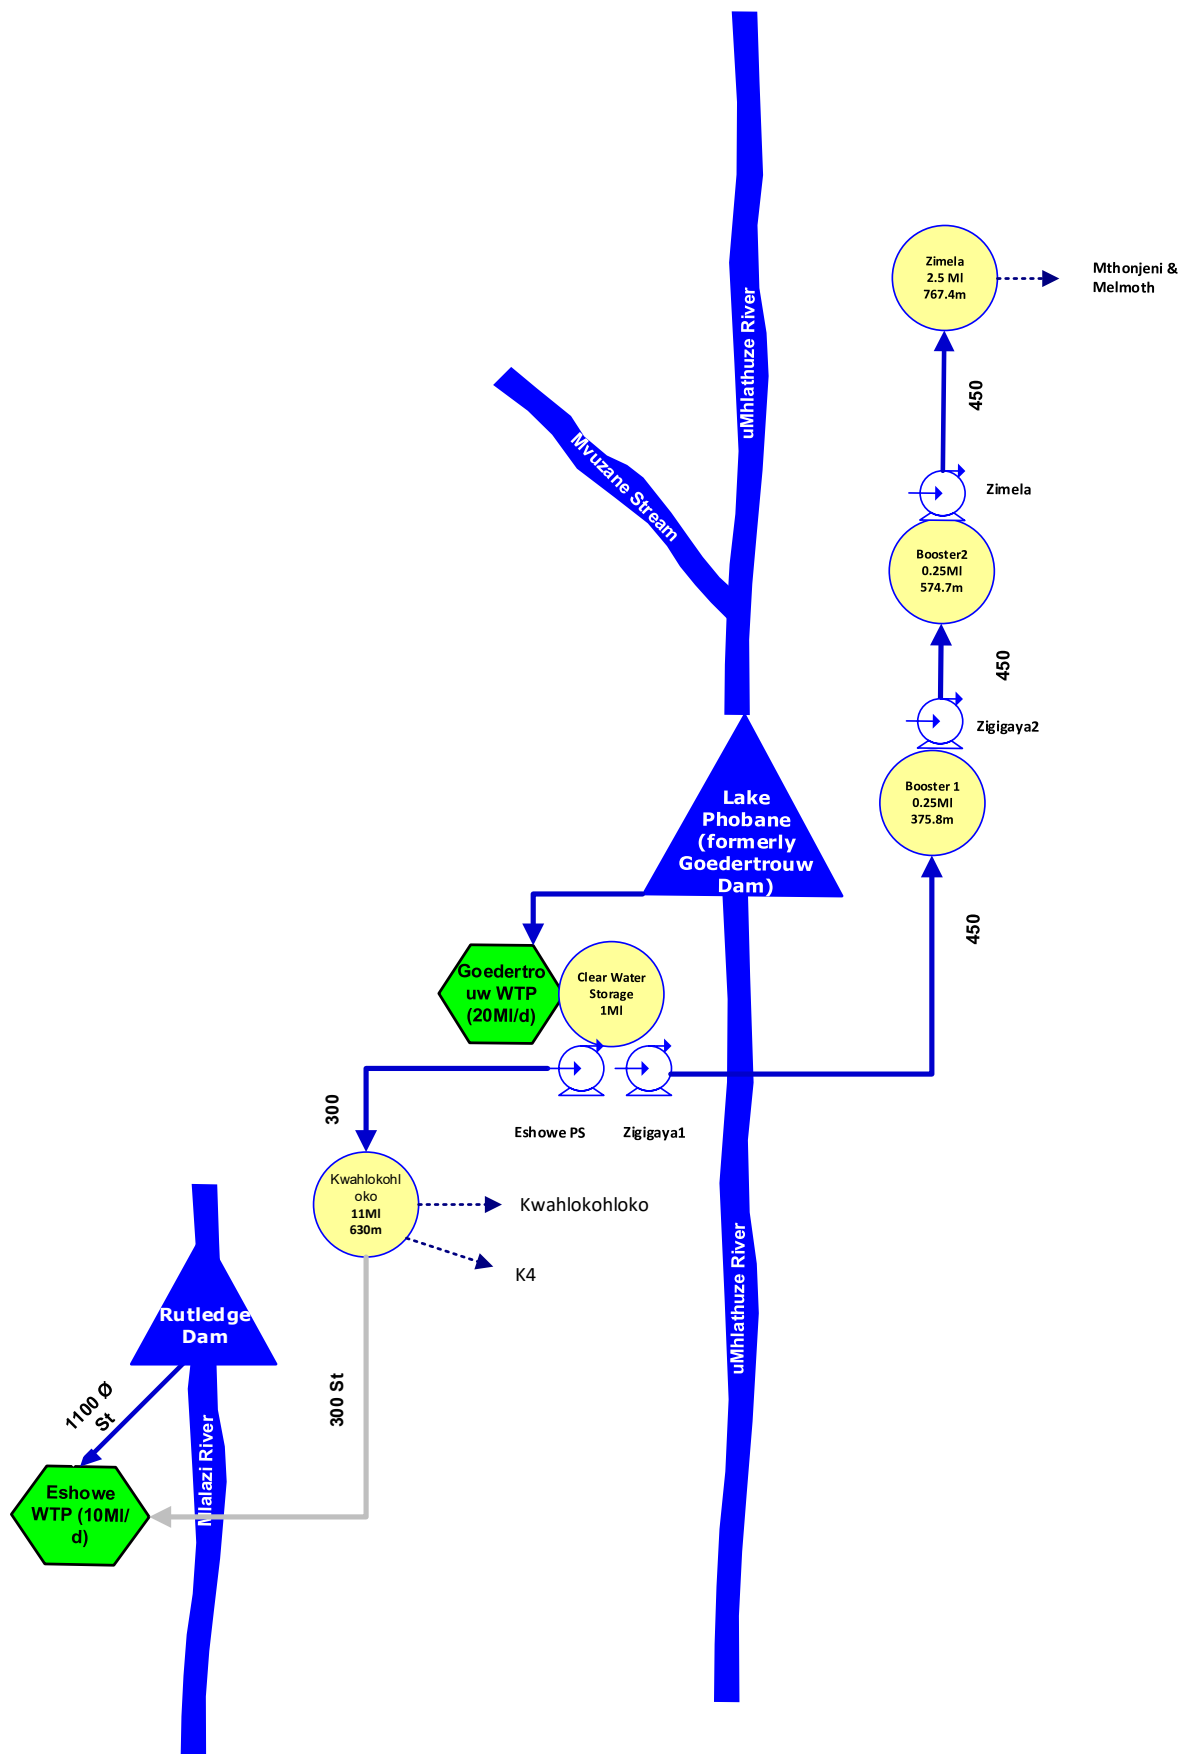 Zimela
2.5 Ml
767.4m
Mthonjeni &
Melmoth
uMhlathuze River
450
Mvuzane Stream
Zimela
Booster2
0.25Ml
574.7m
450
Zigigaya2
Booster 1
0.25Ml
375.8m
Lake
Phobane
(formerly
Goedertrouw
Dam)
450
Goedertro
uw WTP
(20Ml/d)
Clear Water
Storage
1Ml
300
Eshowe PS
Zigigaya1
Kwahlokohl
oko
11Ml
630m
Kwahlokohloko
K4
uMhlathuze River
Rutledge
Dam
1100 Ø
St
300 St
Mlalazi River
Eshowe
WTP (10Ml/
d)